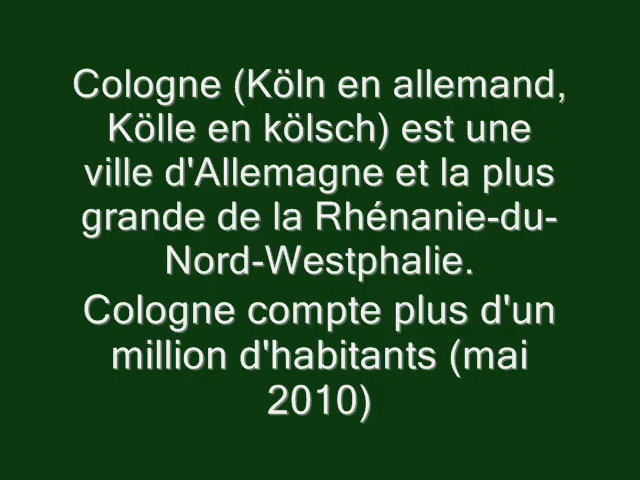 Cologne (Köln en allemand,
Kölle en kölsch) est une
ville d'Allemagne et la plus
grande de la Rhénanie-du-
Nord-Westphalie.
Cologne compte plus d'un
million d'habitants (mai
2010)